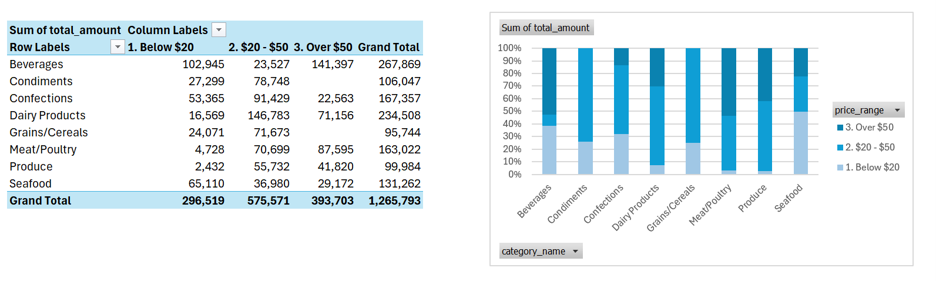 Sum of total_amount Column Labels
Row Labels 1. Below $20 2. $20 - $50 3. Over $50 Grand Total
Beverages 102,945 23,527 141,397 267,869
Condiments 27,299 78,748 106,047
Confections 53,365 91,429 22,563 167,357
Dairy Products 16,569 146,783 71,156 234,508
Grains/Cereals 24,071 71,673 95,744
Meat/Poultry 4,728 70,699 87,595 163,022
Produce 2,432 55,732 41,820 99,984
Seafood 65,110 36,980 29,172 131,262
Grand Total 296,519 575,571 393,703 1,265,793
Sum of total_amount
100%
90%
80%
70%
60%
50%
40%
30%
20%
10%
0%
Beverages
Condiments
Confections
Dairy Products
Grains/Cereals
Meat/Poultry
Produce
Seafood
price_range
3. Over $50
2. $20 - $50
1. Below $20
category_name